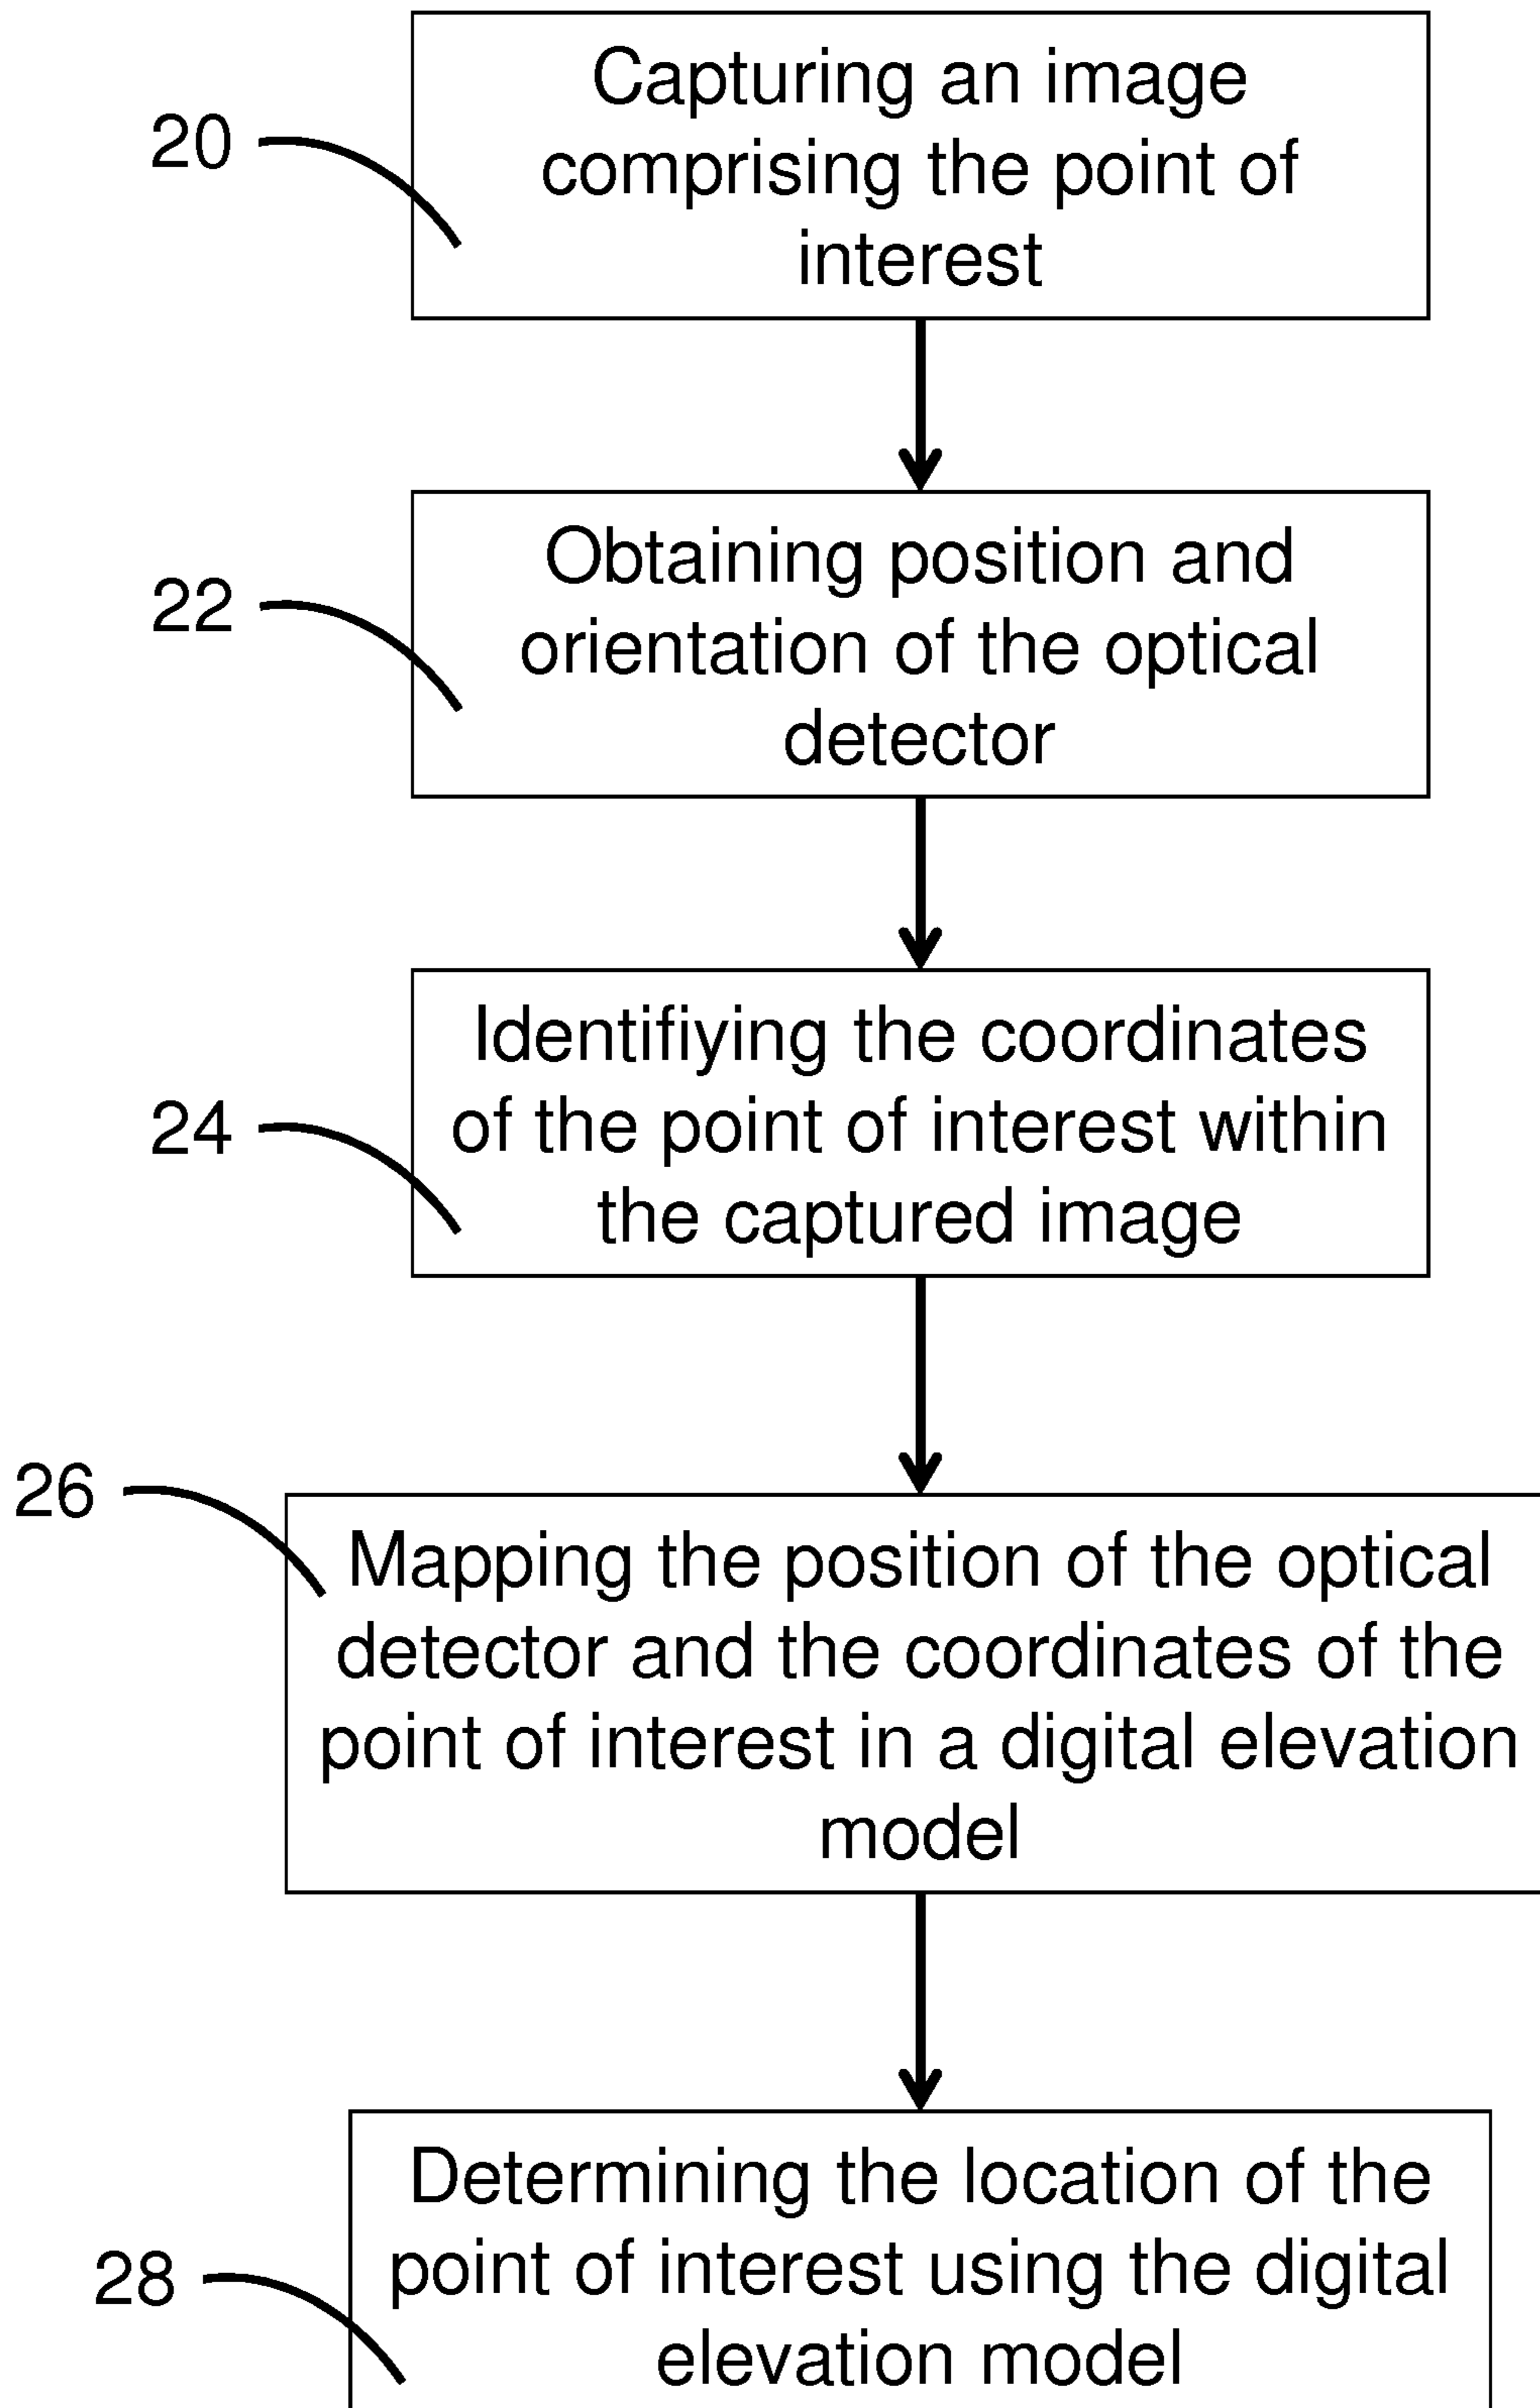 20
Capturing an image
comprising the point of
interest
22
Obtaining position and
orientation of the optical
detector
24
Identifiying the coordinates
of the point of interest within
the captured image
26
Mapping the position of the optical
detector and the coordinates of the
point of interest in a digital elevation
model
28
Determining the location of the
point of interest using the digital
elevation model